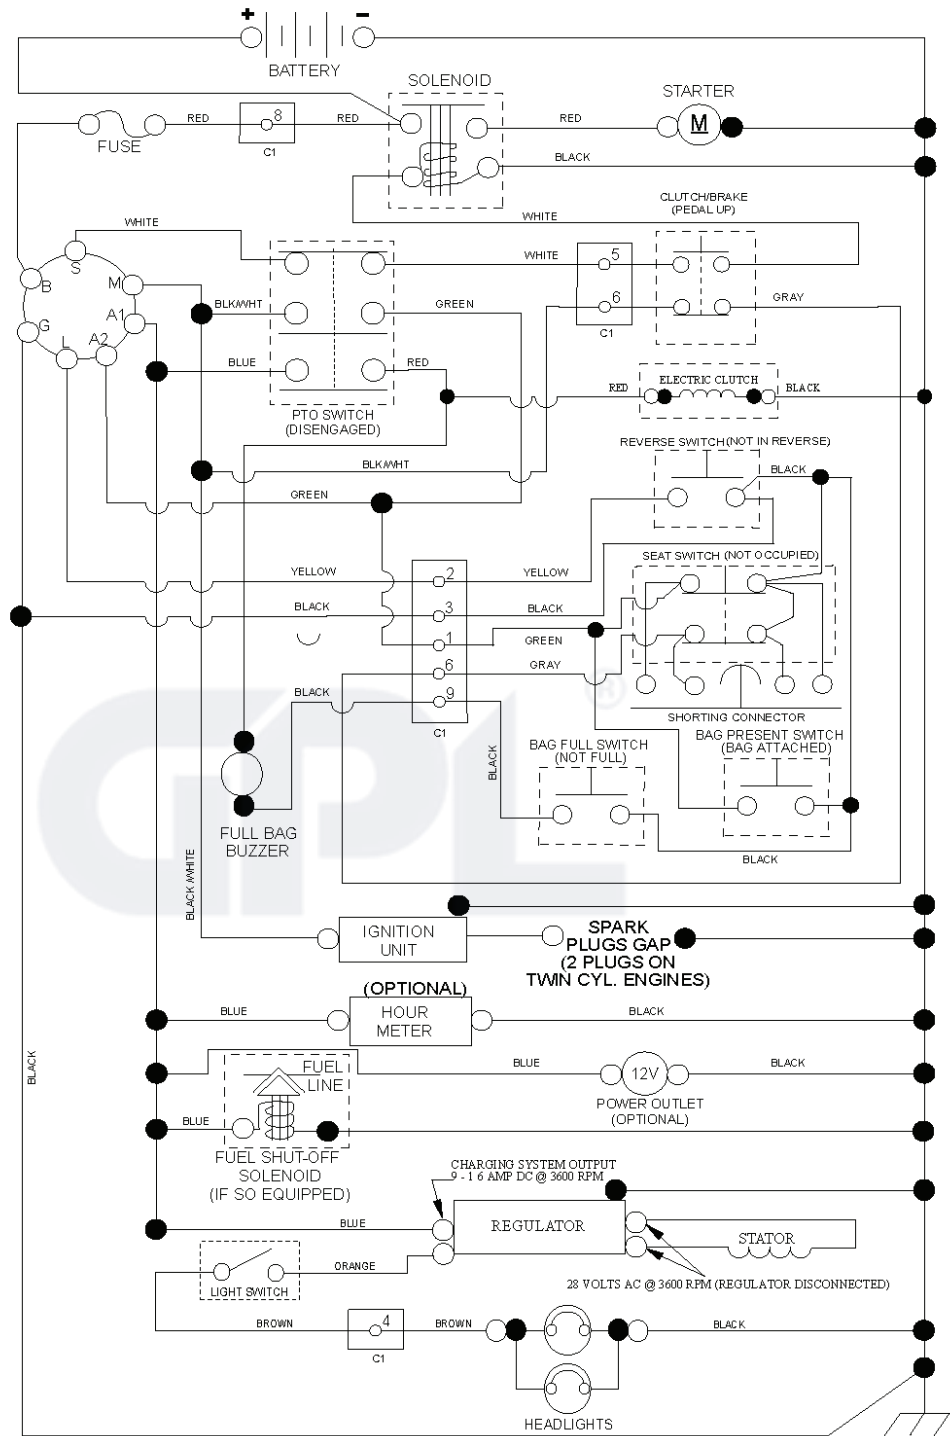 + −
BATTERY
SOLENOID
STARTER
RED
8
RED
RED
M
FUSE
C1
BLACK
CLUTCH/BRAKE
(PEDAL UP)
WHITE
WHITE
S
WHITE
5
B
M
BLK/WHT
GREEN
6
GRAY
A1
G
C1
L
A2
BLUE
RED
RED
ELECTRIC CLUTCH
BLACK
PTO SWITCH
(DISENGAGED)
REVERSE SWITCH (NOT IN REVERSE)
BLK/WHT
BLACK
GREEN
SEAT SWITCH (NOT OCCUPIED)
YELLOW
2
YELLOW
BLACK
3
BLACK
1
GREEN
6
GRAY
®
BLACK
9
SHORTING CONNECTOR
C1
BAG PRESENT SWITCH
(BAG ATTACHED)
BAG FULL SWITCH
(NOT FULL)
BLACK
GPL
FULL BAG
BUZZER
BLACK
BLACK/WHITE
IGNITION
UNIT
SPARK
PLUGS GAP
(2 PLUGS ON
TWIN CYL. ENGINES)
(OPTIONAL)
BLUE
HOUR
METER
BLACK
BLACK
FUEL
LINE
BLUE
12V
BLACK
POWER OUTLET
(OPTIONAL)
BLUE
FUEL SHUT-OFF
SOLENOID
(IF SO EQUIPPED)
CHARGING SYSTEM OUTPUT
9 - 1 6 AMP DC @ 3600 RPM
BLUE
REGULATOR
STATOR
ORANGE
LIGHT SWITCH
28 VOLTS AC @ 3600 RPM (REGULATOR DISCONNECTED)
BROWN
4
BROWN
BLACK
C1
HEADLIGHTS